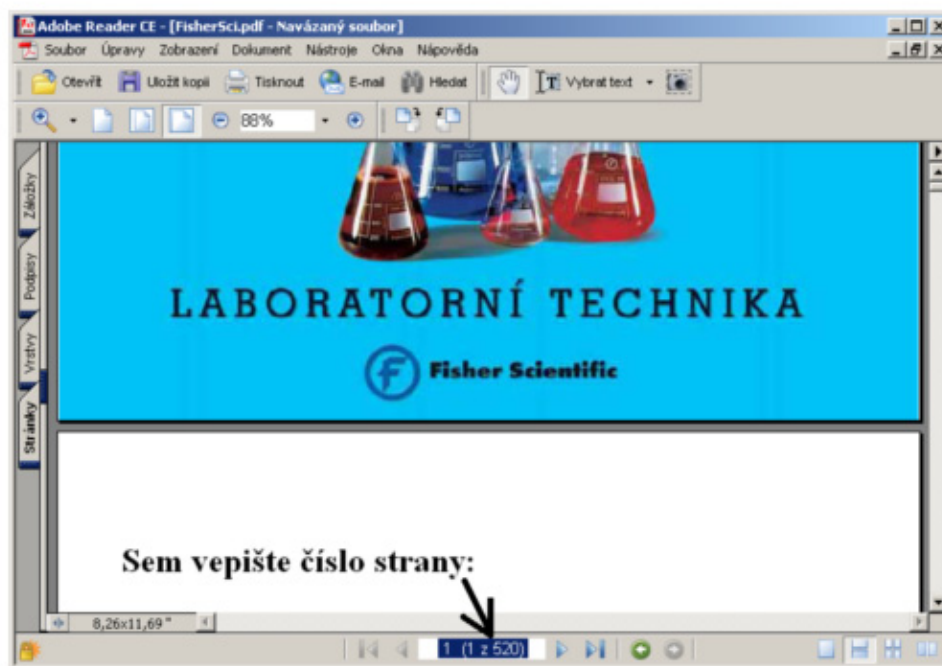 Adobe Reader CE - [FisherSci.pdf - Navázaný soubor]
Soubor Úpravy Zobrazení Dokument Nástroje Okna Nápověda
Otevřít Uložit kopii Tisknout E-mail Hledat Vybrat text
88%
Záložky
Podpisy
Vrstvy
Stránky
LABORATORNÍ TECHNIKA
Fisher Scientific
Sem vepište číslo strany:
8,26x11,69 "
1 (1 z 520)